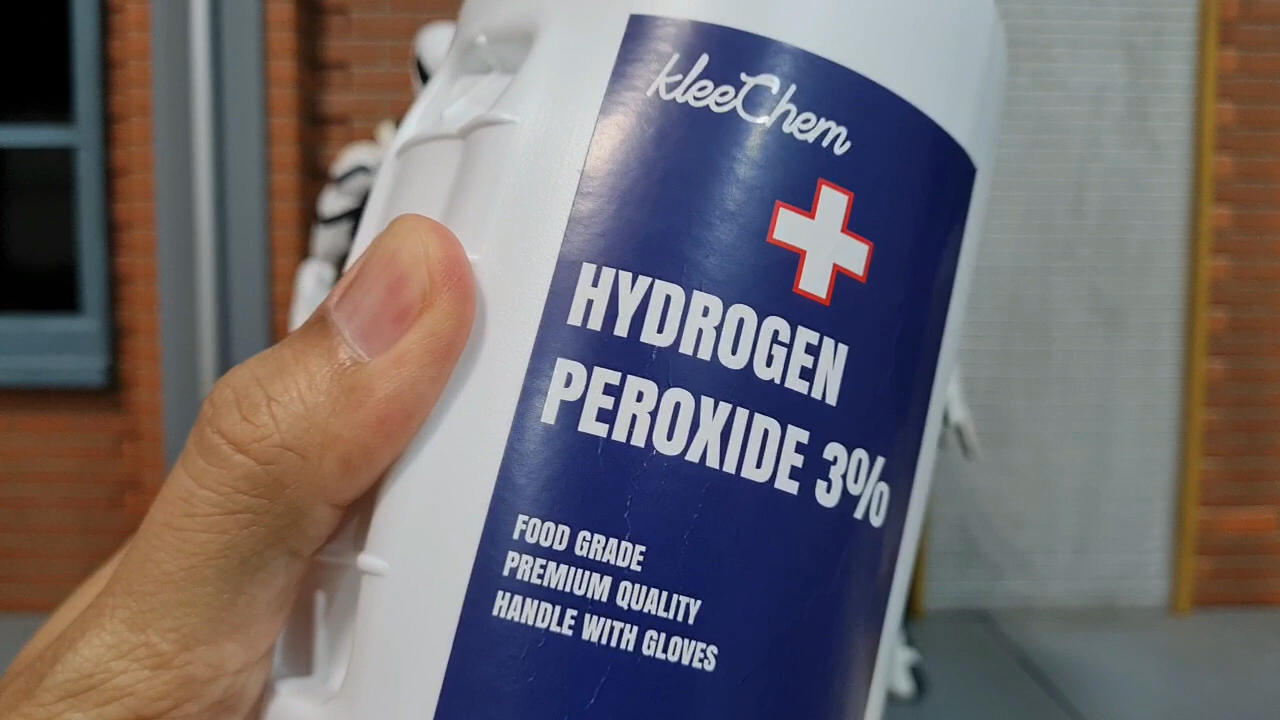 kleeChem
HYDROGEN
PEROXIDE 3%
FOOD GRADE
PREMIUM QUALITY
HANDLE WITH GLOVES